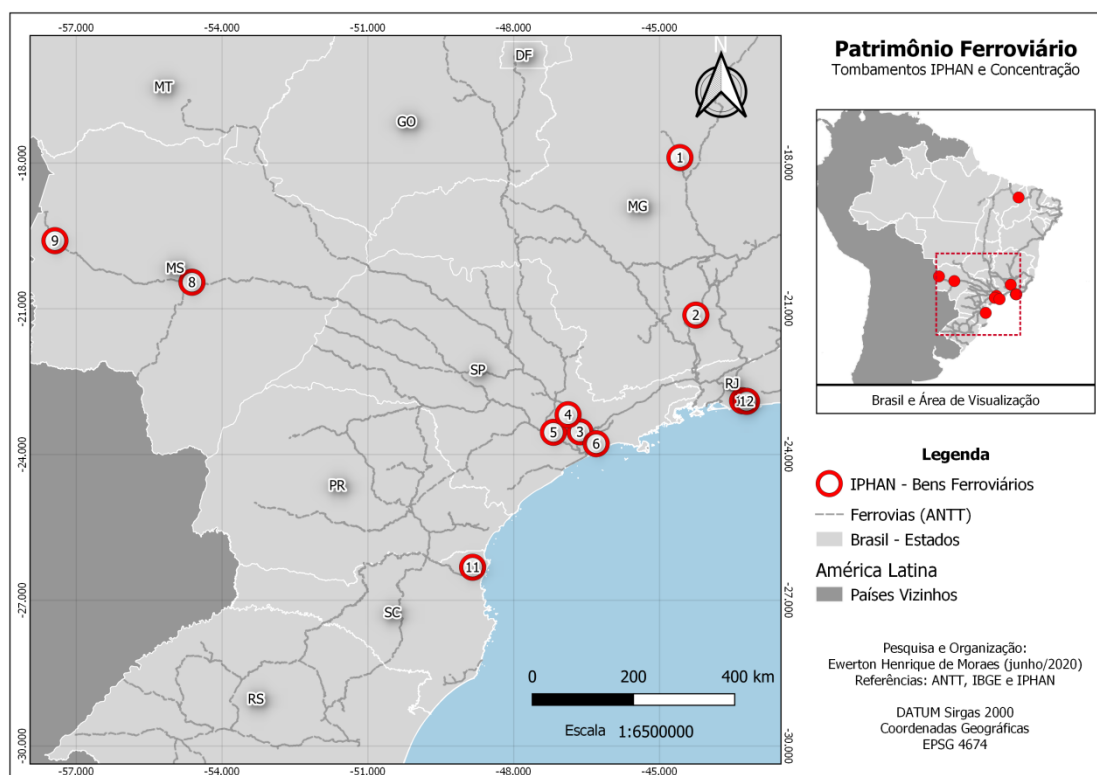 -57.000
-54.000
-51.000
-48.000
-45.000
N
DF
MT
GO
-18.000
-18.000
1
MG
9
MS
8
-21.000
-21.000
2
SP
RJ
12
4
5
3
6
-24.000
-24.000
PR
11
-27.000
-27.000
SC
0
200
400 km
RS
Escala
1:6500000
-30.000
-30.000
-57.000
-54.000
-51.000
-48.000
-45.000
Patrimônio Ferroviário
Tombamentos IPHAN e Concentração
Brasil e Área de Visualização
Legenda
IPHAN - Bens Ferroviários
Ferrovias (ANTT)
Brasil - Estados
América Latina
Países Vizinhos
Pesquisa e Organização:
Ewerton Henrique de Moraes (junho/2020)
Referências: ANTT, IBGE e IPHAN
DATUM Sirgas 2000
Coordenadas Geográficas
EPSG 4674